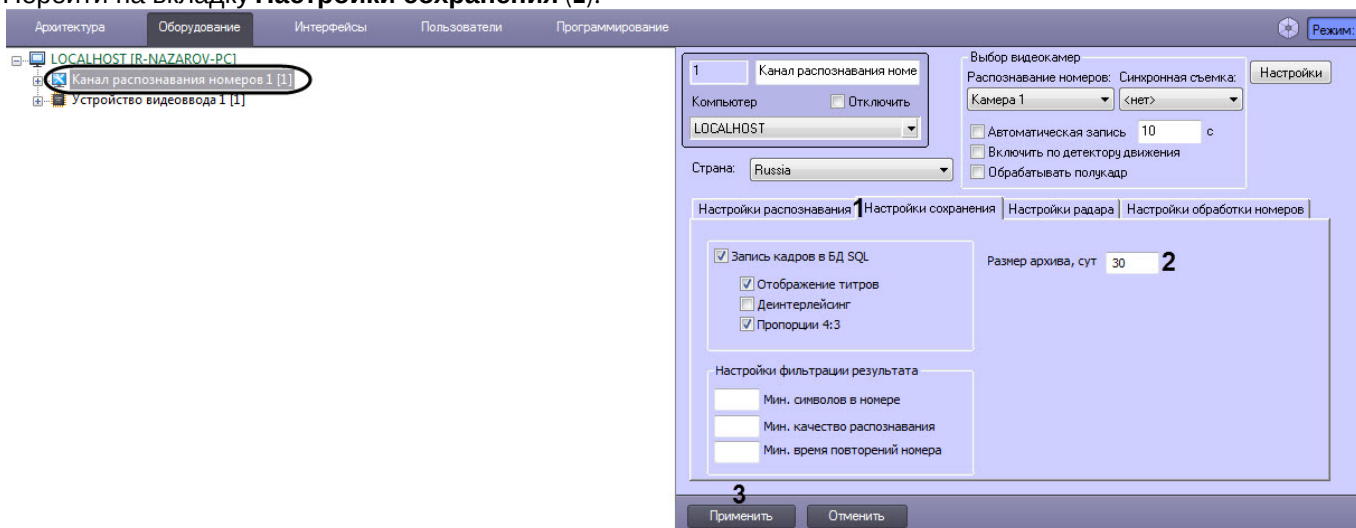 Перейти на вкладку Настройки сохранения (1).
Архитектура Оборудование Интерфейсы Пользователи Программирование Режим:
LOCALHOST [R-NAZAROV-PC]
Канал распознавания номеров 1 [1]
Устройство видеоввода 1 [1]
1 Канал распознавания номе
Компьютер Отключить
LOCALHOST
Страна: Russia
Выбор видеокамер
Распознавание номеров: Синхронная съемка:
Камера 1 <нет>
Настройки
Автоматическая запись 10 с
Включить по детектору движения
Обрабатывать полукадр
Настройки распознавания 1 Настройки сохранения Настройки радара Настройки обработки номеров
Запись кадров в БД SQL
Отображение титров
Деинтерлейсинг
Пропорции 4:3
Размер архива, сут 30 2
Настройки фильтрации результата
Мин. символов в номере
Мин. качество распознавания
Мин. время повторений номера
3
Применить Отменить